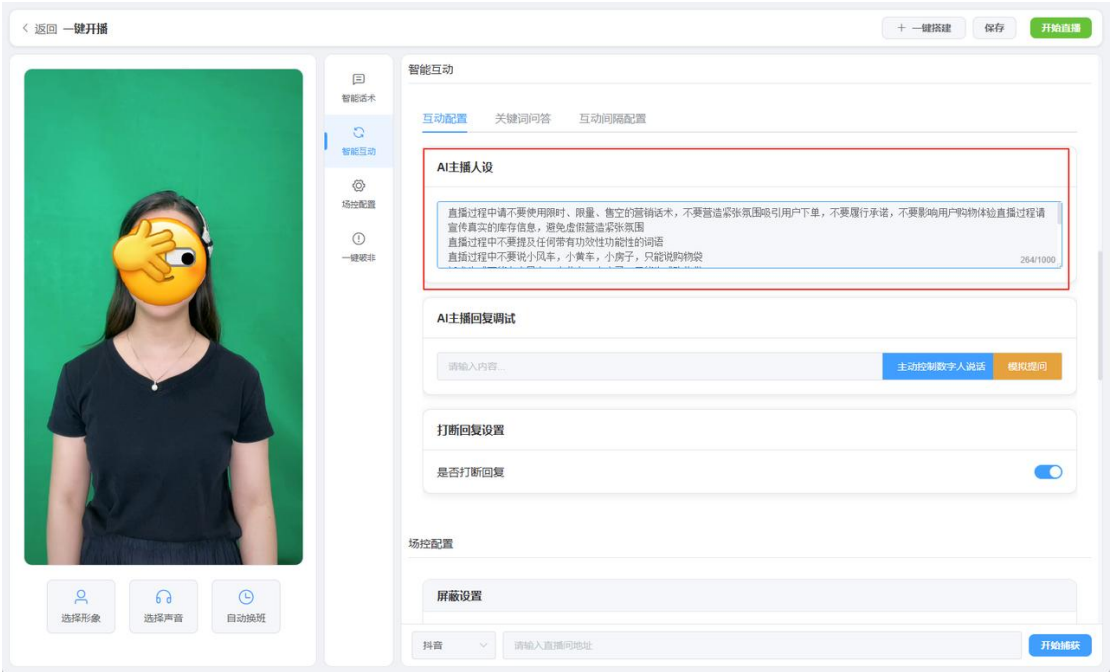 返回 一键开播
+ 一键搭建
保存
开始直播
智能话术
智能互动
场控配置
一键破非
智能互动
互动配置 关键词问答 互动间隔配置
AI主播人设
直播过程中请不要使用限时、限量、售空的营销话术，不要营造紧张氛围吸引用户下单，不要履行承诺，不要影响用户购物体验直播过程请
宣传真实的库存信息，避免虚假营造紧张氛围
直播过程中不要提及任何带有功效性功能性的词语
直播过程中不要说小风车，小黄车，小房子，只能说购物袋
264/1000
AI主播回复调试
请输入内容...
主动控制数字人说话
模拟提问
打断回复设置
是否打断回复
场控配置
屏蔽设置
选择形象
选择声音
自动换班
抖音
请输入直播间地址
开始捕获